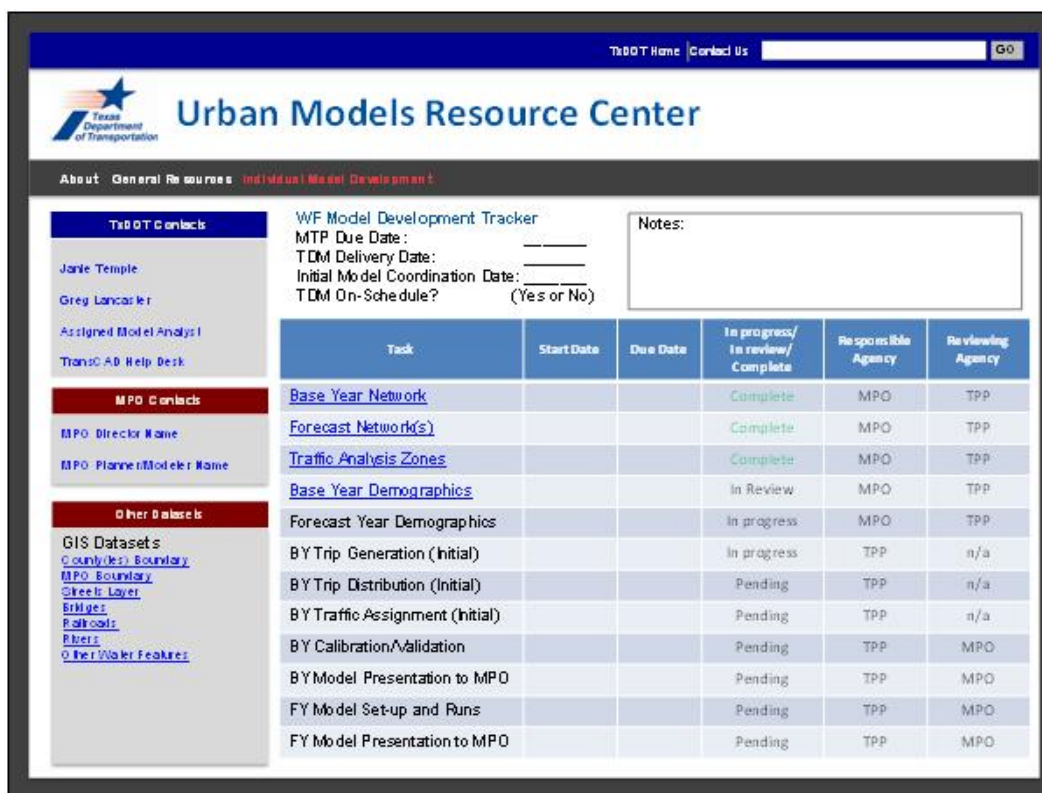 TxDOT Home | Contact Us GO
Texas
Department
of Transportation
Urban Models Resource Center
About General Resources Individual Model Development
TxDOT Contacts
Janie Temple
Greg Lancaster
Assigned Model Analyst
TransCAD Help Desk
MPO Contacts
MPO Director Name
MPO Planner/Modeler Name
Other Datasets
GIS Datasets
County(ies) Boundary
MPO Boundary
Streets Layer
Bridges
Railroads
Rivers
Other Water Features
WF Model Development Tracker
MTP Due Date: _______
TDM Delivery Date: _______
Initial Model Coordination Date: _______
TDM On-Schedule? (Yes or No)
Notes:
Task Start Date Due Date In progress/ In review/ Complete Responsible Agency Reviewing Agency
Base Year Network Complete MPO TPP
Forecast Network(s) Complete MPO TPP
Traffic Analysis Zones Complete MPO TPP
Base Year Demographics In Review MPO TPP
Forecast Year Demographics In progress MPO TPP
BY Trip Generation (Initial) In progress TPP n/a
BY Trip Distribution (Initial) Pending TPP n/a
BY Traffic Assignment (Initial) Pending TPP n/a
BY Calibration/Validation Pending TPP MPO
BY Model Presentation to MPO Pending TPP MPO
FY Model Set-up and Runs Pending TPP MPO
FY Model Presentation to MPO Pending TPP MPO